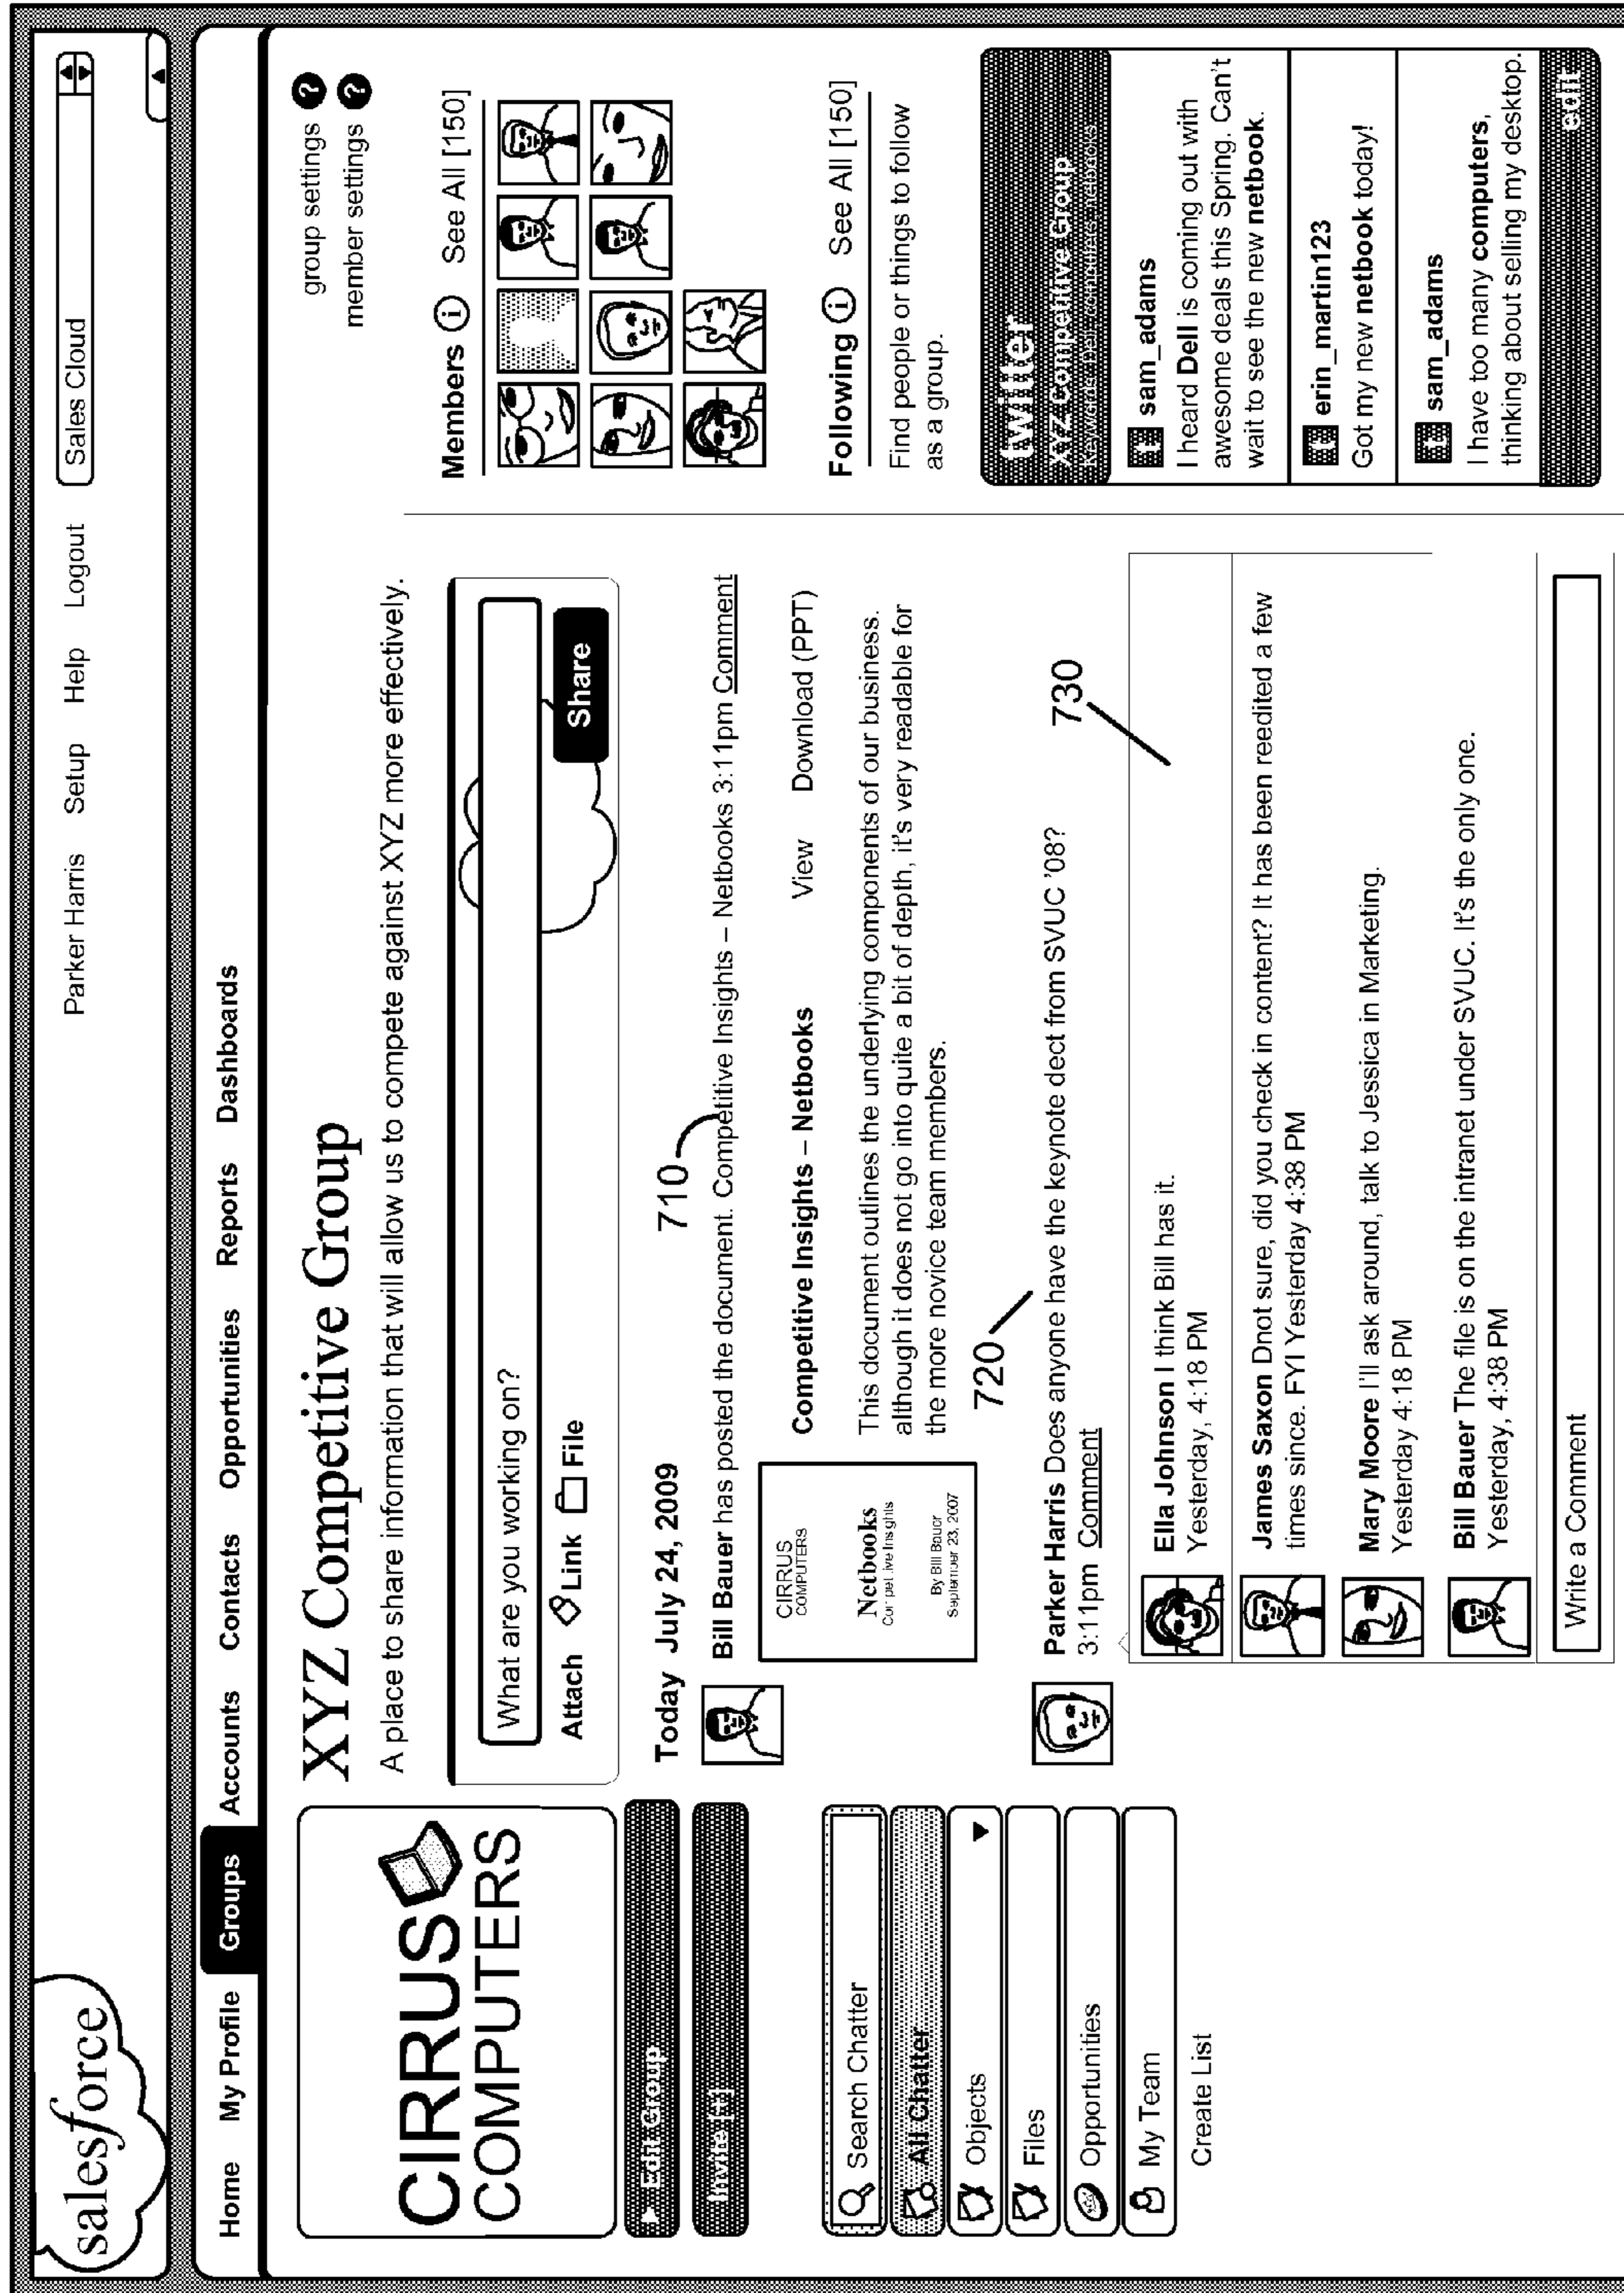 salesforce
Parker Harris Setup Help Logout
Sales Cloud
Home My Profile Groups Accounts Contacts Opportunities Reports Dashboards
CIRRUS
COMPUTERS
Edit Group
Invite [+]
Search Chatter
All Chatter
Objects
Files
Opportunities
My Team
Create List
XYZ Competitive Group
A place to share information that will allow us to compete against XYZ more effectively.
What are you working on?
Attach Link File
Share
Today July 24, 2009
710
Bill Bauer has posted the document. Competitive Insights – Netbooks 3:11pm Comment
CIRRUS
COMPUTERS
Netbooks
Competitive Insights
By Bill Bauer
September 23, 2007
Competitive Insights – Netbooks View Download (PPT)
This document outlines the underlying components of our business.
although it does not go into quite a bit of depth, it's very readable for
the more novice team members.
720
Parker Harris Does anyone have the keynote dect from SVUC '08?
3:11pm Comment
730
Ella Johnson I think Bill has it.
Yesterday, 4:18 PM
James Saxon Dnot sure, did you check in content? It has been reedited a few
times since. FYI Yesterday 4:38 PM
Mary Moore I'll ask around, talk to Jessica in Marketing.
Yesterday 4:18 PM
Bill Bauer The file is on the intranet under SVUC. It's the only one.
Yesterday, 4:38 PM
Write a Comment
group settings ?
member settings ?
Members i See All [150]
Following i See All [150]
Find people or things to follow
as a group.
twitter
XYZ Competitive Group
Keywords: Dell, computers, netbooks
sam_adams
I heard Dell is coming out with
awesome deals this Spring. Can't
wait to see the new netbook.
erin_martin123
Got my new netbook today!
sam_adams
I have too many computers,
thinking about selling my desktop.
edit